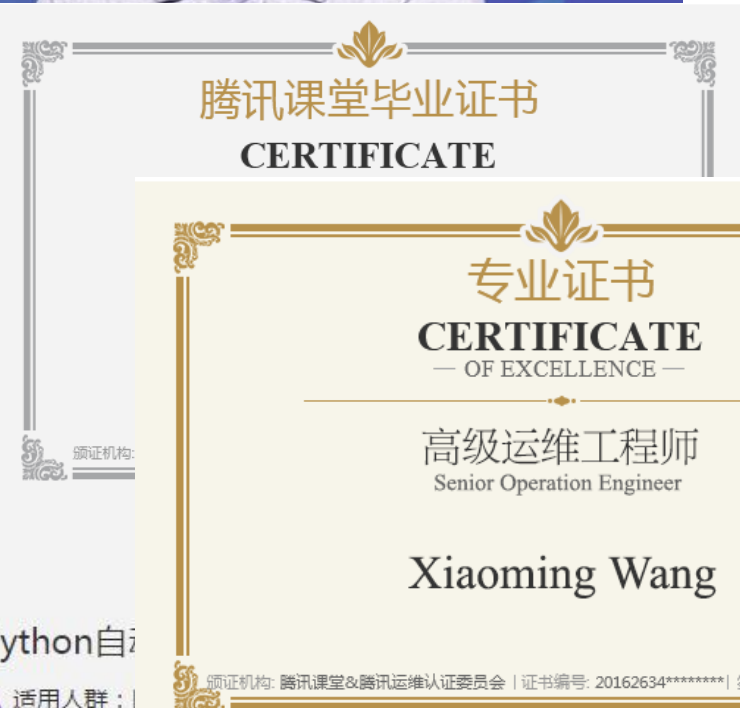 腾讯课堂毕业证书
CERTIFICATE
专业证书
CERTIFICATE
— OF EXCELLENCE —
高级运维工程师
Senior Operation Engineer
Xiaoming Wang
颁证机构:
颁证机构: 腾讯课堂&腾讯运维认证委员会 | 证书编号: 20162634******** |
ython自
适用人群：